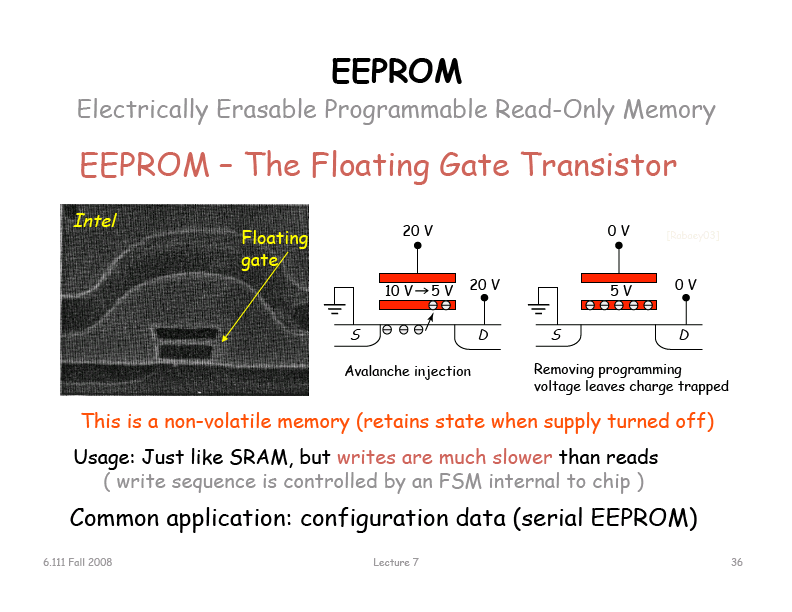 EEPROM
Electrically Erasable Programmable Read-Only Memory
EEPROM – The Floating Gate Transistor
Intel
Floating
gate
20 V
10 V→5 V
20 V
S
D
Avalanche injection
0 V
[Rabaey03]
5 V
0 V
S
D
Removing programming
voltage leaves charge trapped
This is a non-volatile memory (retains state when supply turned off)
Usage: Just like SRAM, but writes are much slower than reads
( write sequence is controlled by an FSM internal to chip )
Common application: configuration data (serial EEPROM)
6.111 Fall 2008
Lecture 7
36